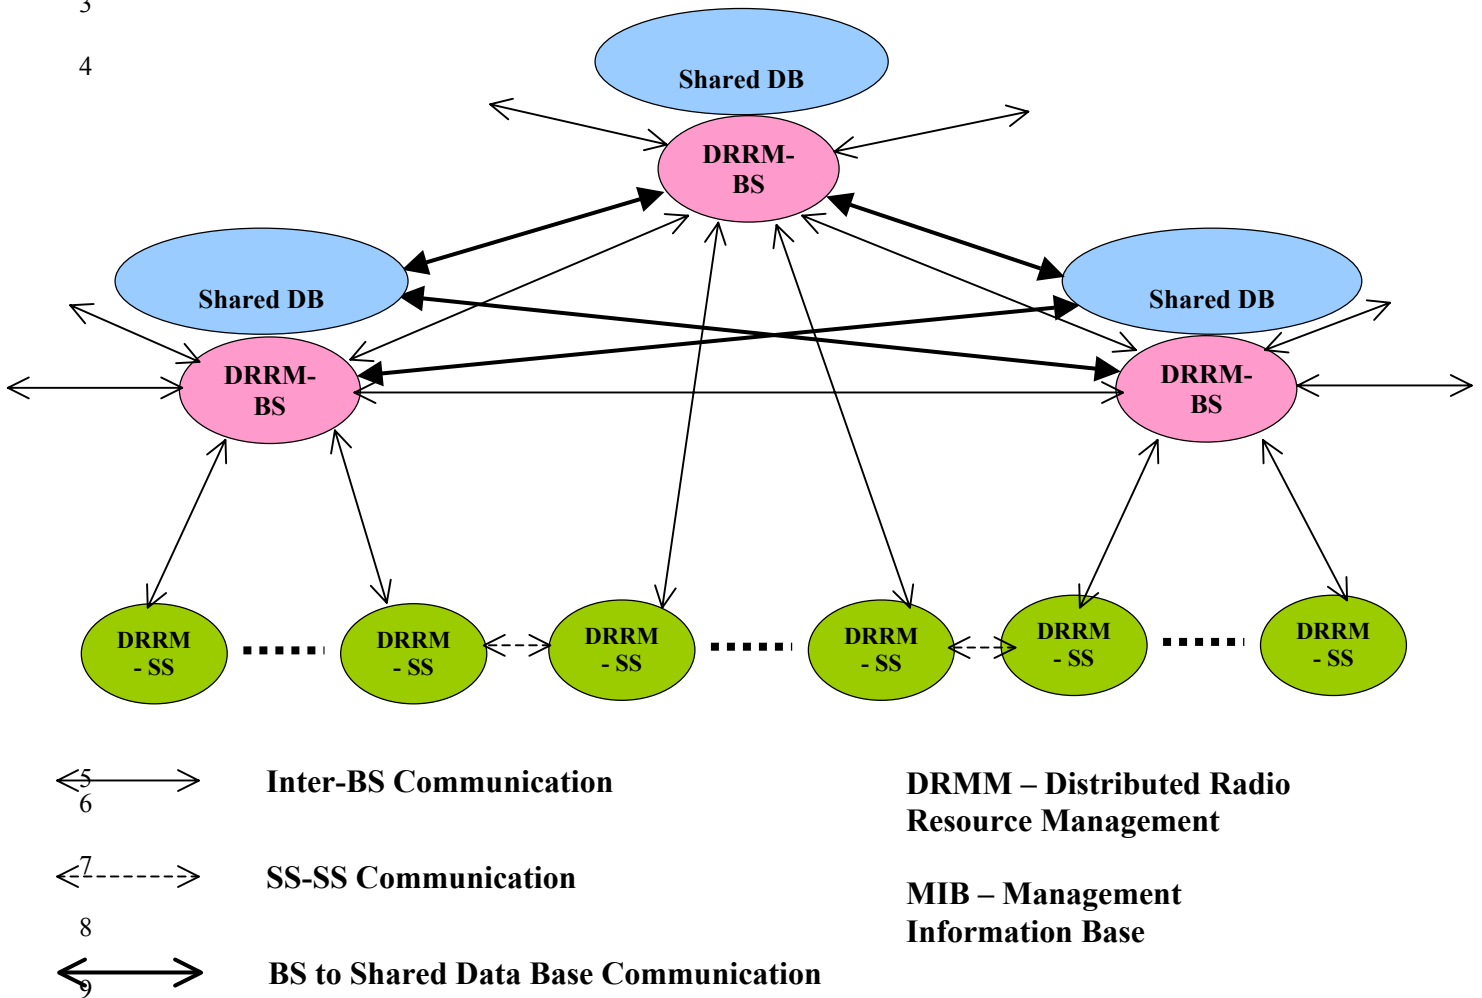 3
4
Shared DB
DRRM-
BS
Shared DB
Shared DB
DRRM-
BS
DRRM-
BS
DRRM
- SS
DRRM
- SS
DRRM
- SS
DRRM
- SS
DRRM
- SS
DRRM
- SS
5
Inter-BS Communication
6
7
SS-SS Communication
8
BS to Shared Data Base Communication
9
DRMM – Distributed Radio
Resource Management
MIB – Management
Information Base